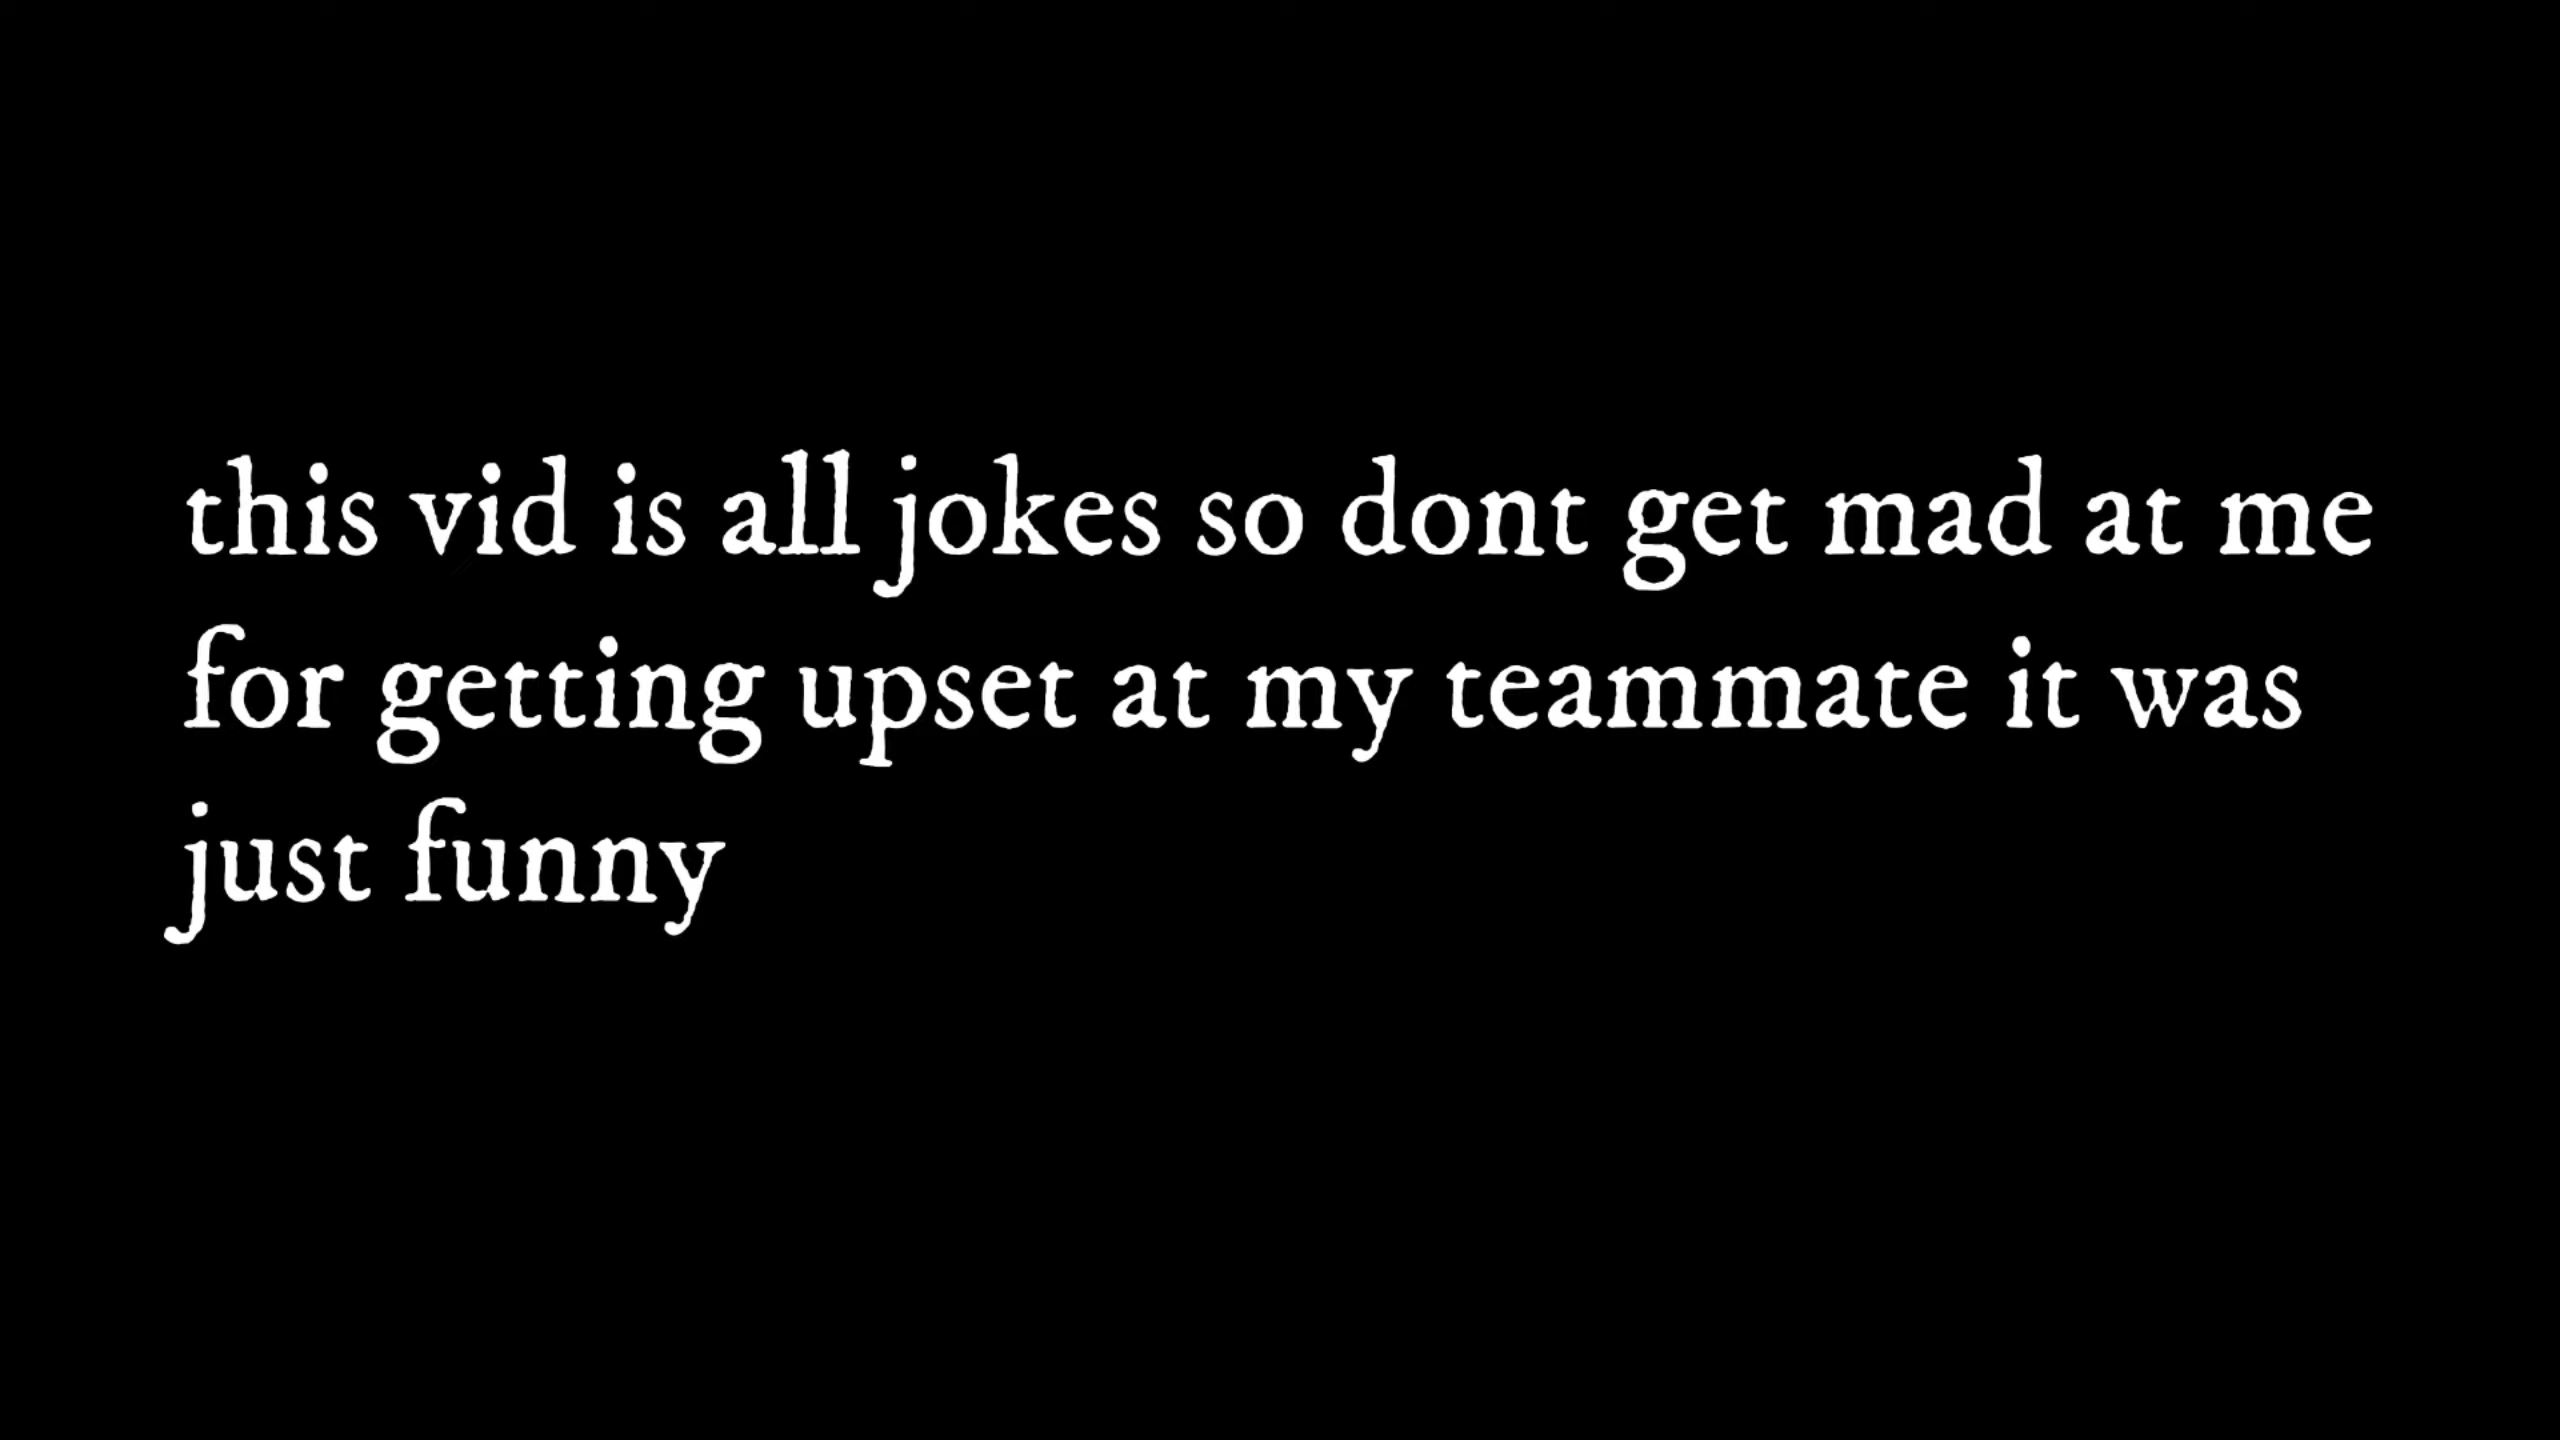 this vid is all jokes so dont get mad at me
for getting upset at my teammate it was
just funny